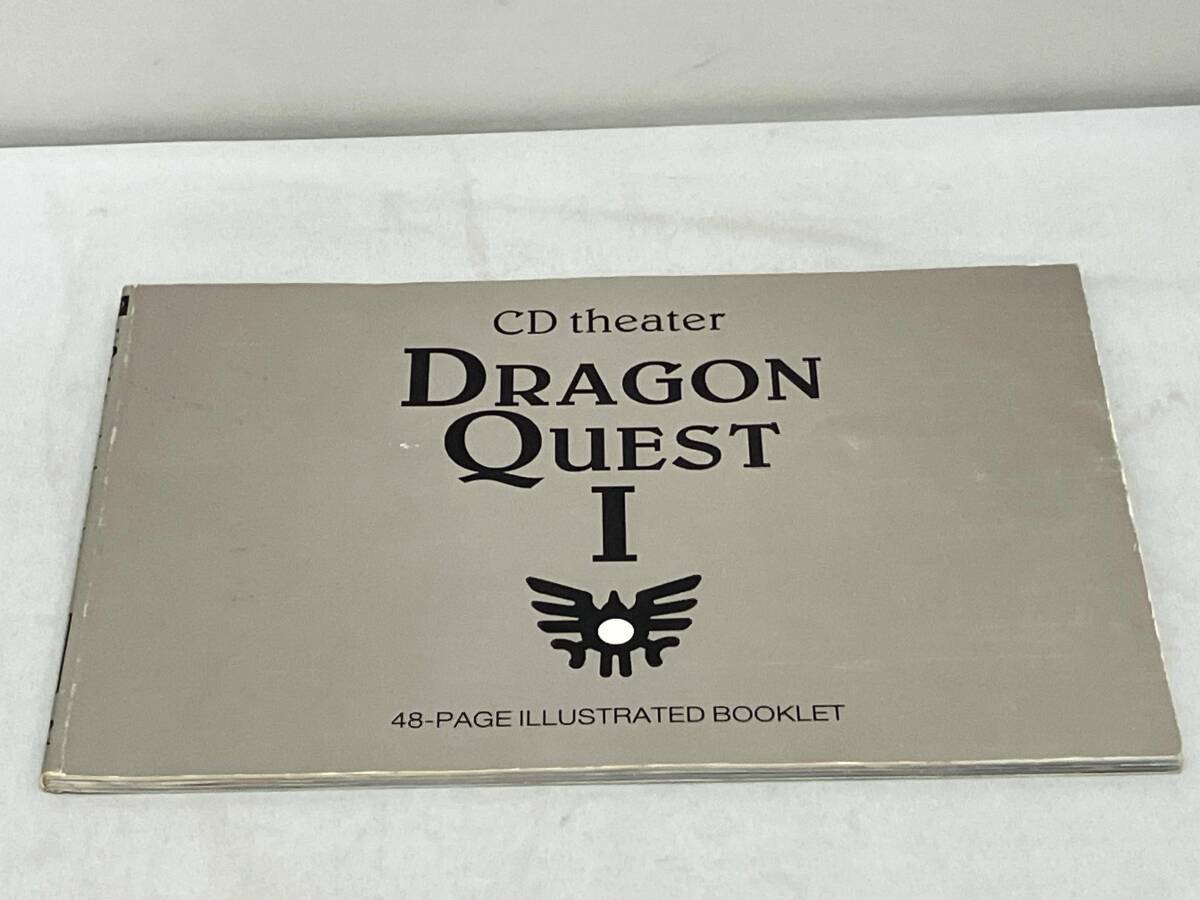 CD theater
DRAGON
QUEST
I
48-PAGE ILLUSTRATED BOOKLET